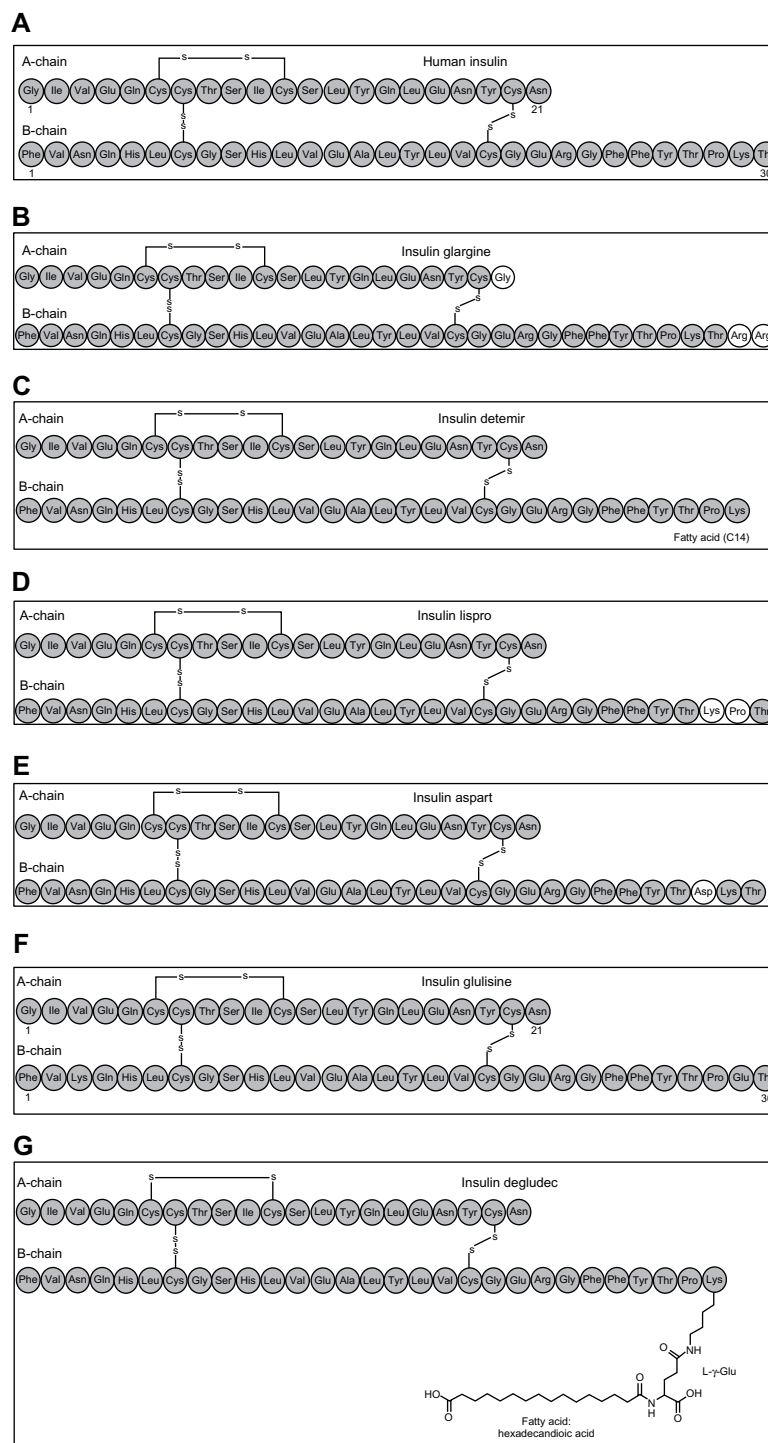 A
A-chain
Human insulin
s s
Gly Ile Val Glu Gln Cys Cys Thr Ser Ile Cys Ser Leu Tyr Gln Leu Glu Asn Tyr Cys Asn
1 21
s
s s
s
B-chain
Phe Val Asn Gln His Leu Cys Gly Ser His Leu Val Glu Ala Leu Tyr Leu Val Cys Gly Glu Arg Gly Phe Phe Tyr Thr Pro Lys Th
1 30
B
A-chain
Insulin glargine
s s
Gly Ile Val Glu Gln Cys Cys Thr Ser Ile Cys Ser Leu Tyr Gln Leu Glu Asn Tyr Cys Gly
s
s s
s
B-chain
Phe Val Asn Gln His Leu Cys Gly Ser His Leu Val Glu Ala Leu Tyr Leu Val Cys Gly Glu Arg Gly Phe Phe Tyr Thr Pro Lys Thr Arg Arg
C
A-chain
Insulin detemir
s s
Gly Ile Val Glu Gln Cys Cys Thr Ser Ile Cys Ser Leu Tyr Gln Leu Glu Asn Tyr Cys Asn
s
s s
s
B-chain
Phe Val Asn Gln His Leu Cys Gly Ser His Leu Val Glu Ala Leu Tyr Leu Val Cys Gly Glu Arg Gly Phe Phe Tyr Thr Pro Lys
Fatty acid (C14)
D
A-chain
Insulin lispro
s s
Gly Ile Val Glu Gln Cys Cys Thr Ser Ile Cys Ser Leu Tyr Gln Leu Glu Asn Tyr Cys Asn
s
s s
s
B-chain
Phe Val Asn Gln His Leu Cys Gly Ser His Leu Val Glu Ala Leu Tyr Leu Val Cys Gly Glu Arg Gly Phe Phe Tyr Thr Lys Pro Thr
E
A-chain
Insulin aspart
s s
Gly Ile Val Glu Gln Cys Cys Thr Ser Ile Cys Ser Leu Tyr Gln Leu Glu Asn Tyr Cys Asn
s
s s
s
B-chain
Phe Val Asn Gln His Leu Cys Gly Ser His Leu Val Glu Ala Leu Tyr Leu Val Cys Gly Glu Arg Gly Phe Phe Tyr Thr Asp Lys Thr
F
A-chain
Insulin glulisine
s s
Gly Ile Val Glu Gln Cys Cys Thr Ser Ile Cys Ser Leu Tyr Gln Leu Glu Asn Tyr Cys Asn
1 21
s
s s
s
B-chain
Phe Val Lys Gln His Leu Cys Gly Ser His Leu Val Glu Ala Leu Tyr Leu Val Cys Gly Glu Arg Gly Phe Phe Tyr Thr Pro Glu Th
1 30
G
A-chain
Insulin degludec
s s
Gly Ile Val Glu Gln Cys Cys Thr Ser Ile Cys Ser Leu Tyr Gln Leu Glu Asn Tyr Cys Asn
s
s s
s
B-chain
Phe Val Asn Gln His Leu Cys Gly Ser His Leu Val Glu Ala Leu Tyr Leu Val Cys Gly Glu Arg Gly Phe Phe Tyr Thr Pro Lys
O NH
L-γ-Glu
HO O O N H OH O
Fatty acid:
hexadecandioic acid